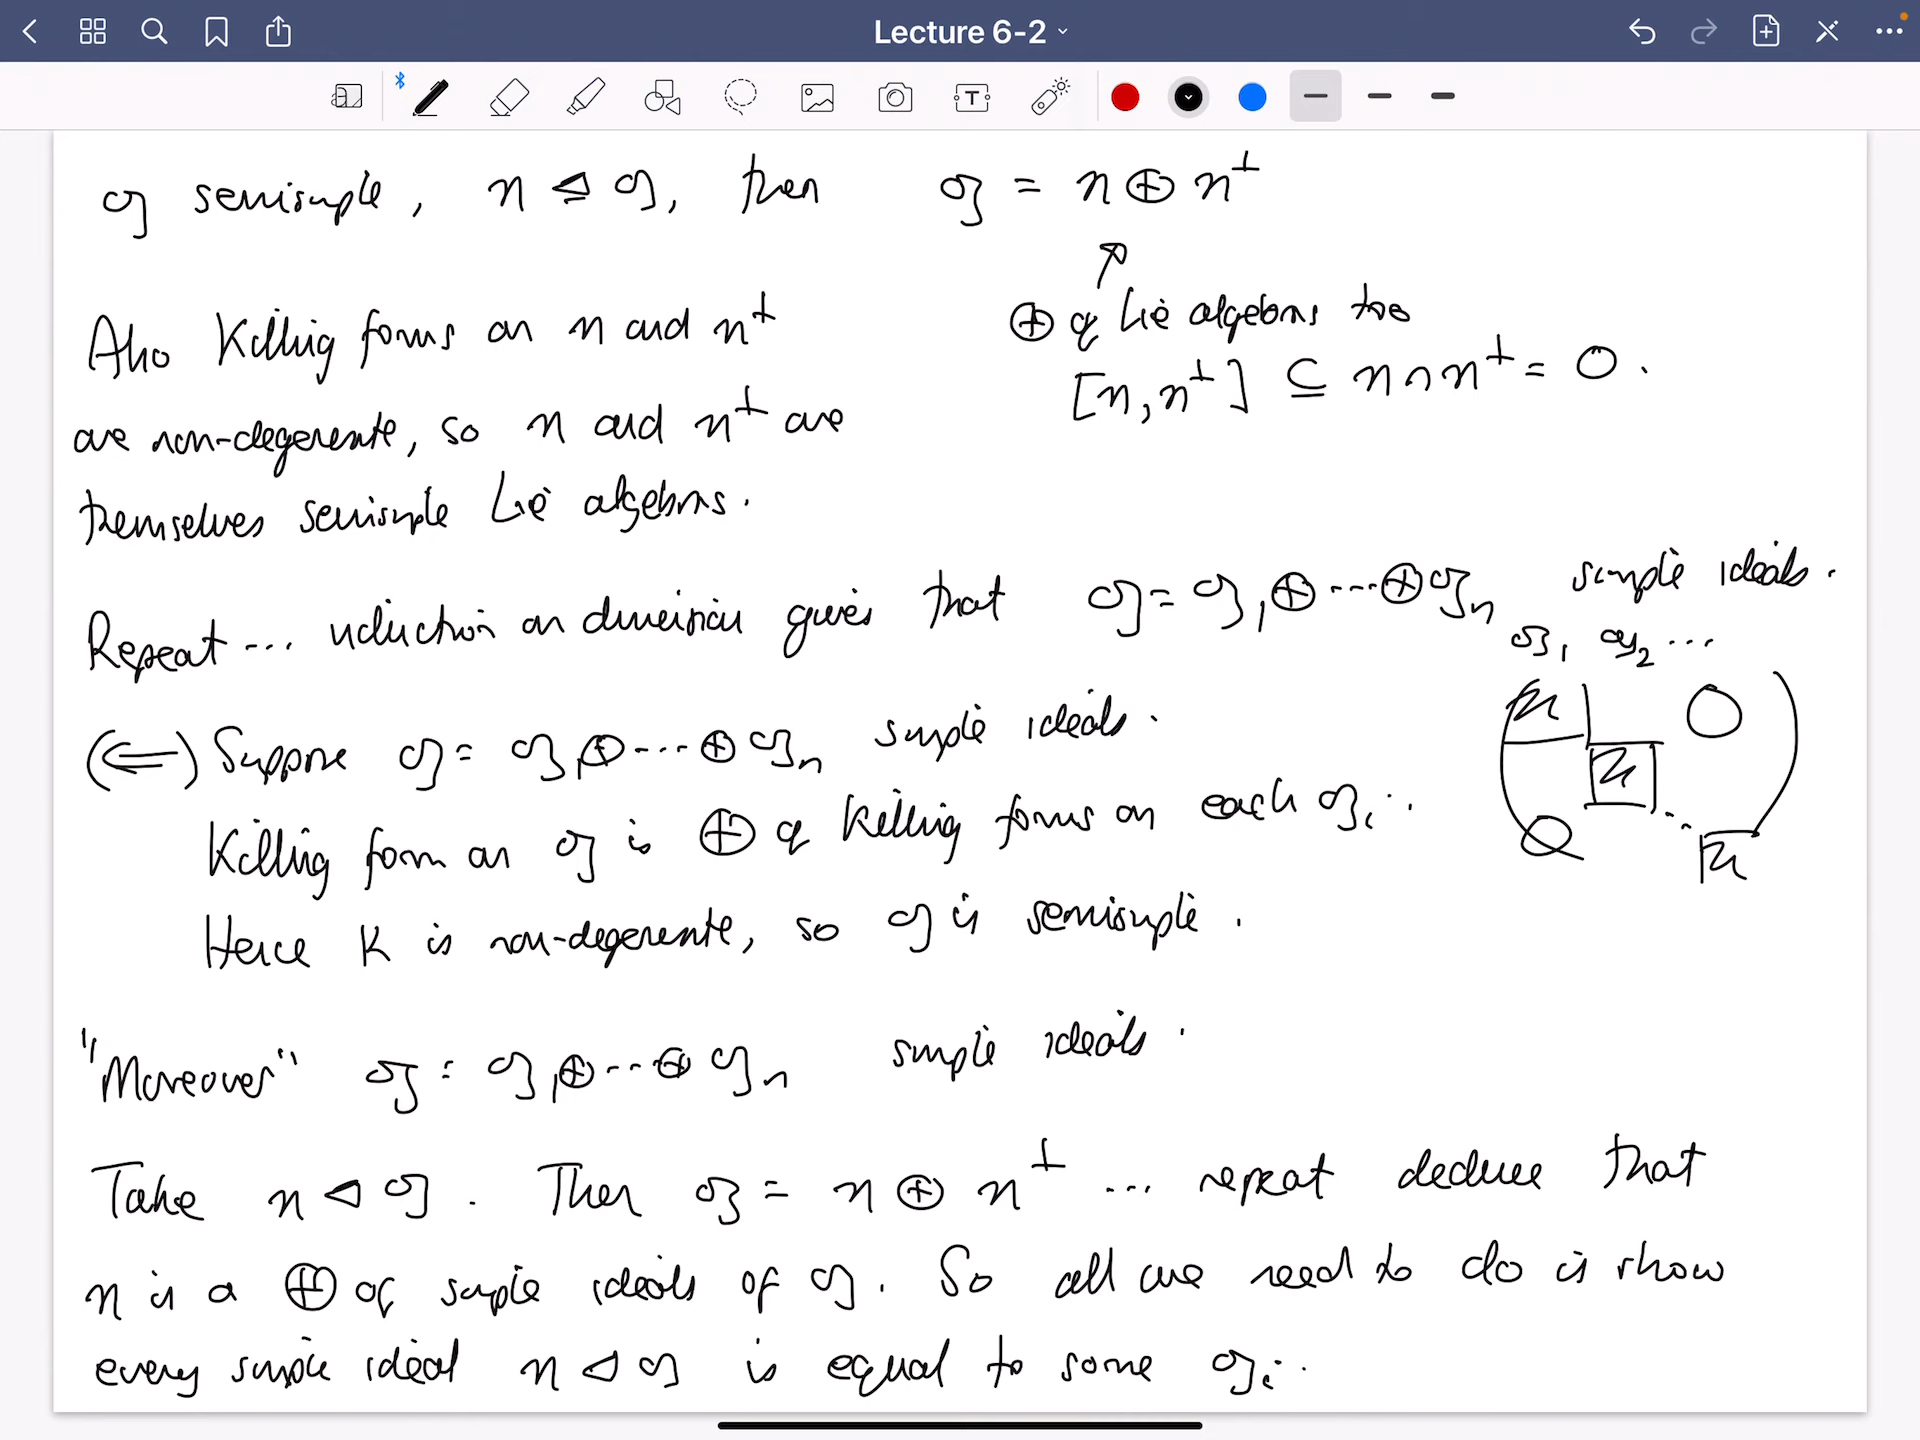 Lecture 6-2
𝔤 semisimple, 𝔫 ⊴ 𝔤, then 𝔤 = 𝔫 ⊕ 𝔫^⊥
⊕ of Lie algebras too
[𝔫, 𝔫^⊥] ⊆ 𝔫 ∩ 𝔫^⊥ = 0.
Also Killing forms on 𝔫 and 𝔫^⊥
are non-degenerate, so 𝔫 and 𝔫^⊥ are
themselves semisimple Lie algebras.
Repeat ... induction on dimension gives that 𝔤 = 𝔤₁ ⊕ ... ⊕ 𝔤ₙ simple ideals.
𝔤₁ 𝔤₂ ...
(⇐) Suppose 𝔤 = 𝔤₁ ⊕ ... ⊕ 𝔤ₙ simple ideals.
0
Killing form on 𝔤 is ⊕ of Killing forms on each 𝔤ᵢ.
0
Hence K is non-degenerate, so 𝔤 is semisimple.
"Moreover" 𝔤 = 𝔤₁ ⊕ ... ⊕ 𝔤ₙ simple ideals.
Take 𝔫 ⊲ 𝔤. Then 𝔤 = 𝔫 ⊕ 𝔫^⊥ ... repeat deduce that
𝔫 is a ⊕ of simple ideals of 𝔤. So all we need to do is show
every simple ideal 𝔫 ⊲ 𝔤 is equal to some 𝔤ᵢ.